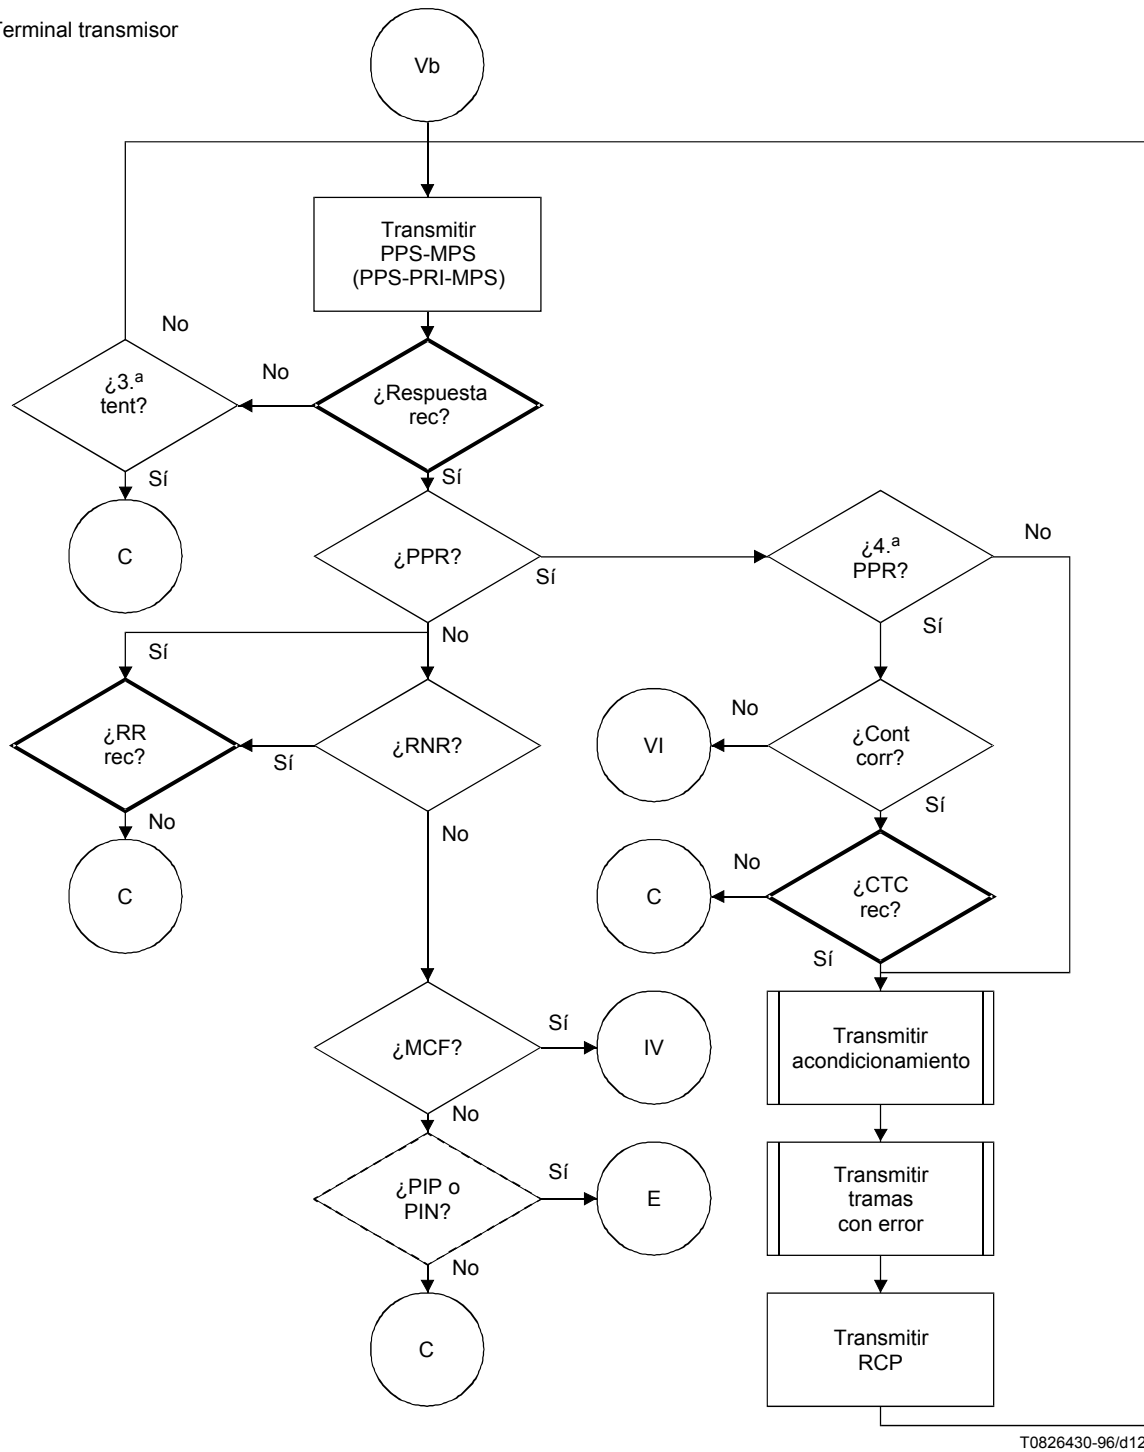 Terminal transmisor
Vb
Transmitir
PPS-MPS
(PPS-PRI-MPS)
No
¿3.ª
tent?
No
¿Respuesta
rec?
Sí
Sí
C
¿PPR?
Sí
¿4.ª
PPR?
No
No
Sí
Sí
¿RR
rec?
Sí
¿RNR?
VI
No
¿Cont
corr?
No
No
Sí
C
C
No
¿CTC
rec?
Sí
¿MCF?
Sí
IV
Transmitir
acondicionamiento
No
¿PIP o
PIN?
Sí
E
Transmitir
tramas
con error
No
C
Transmitir
RCP
T0826430-96/d12